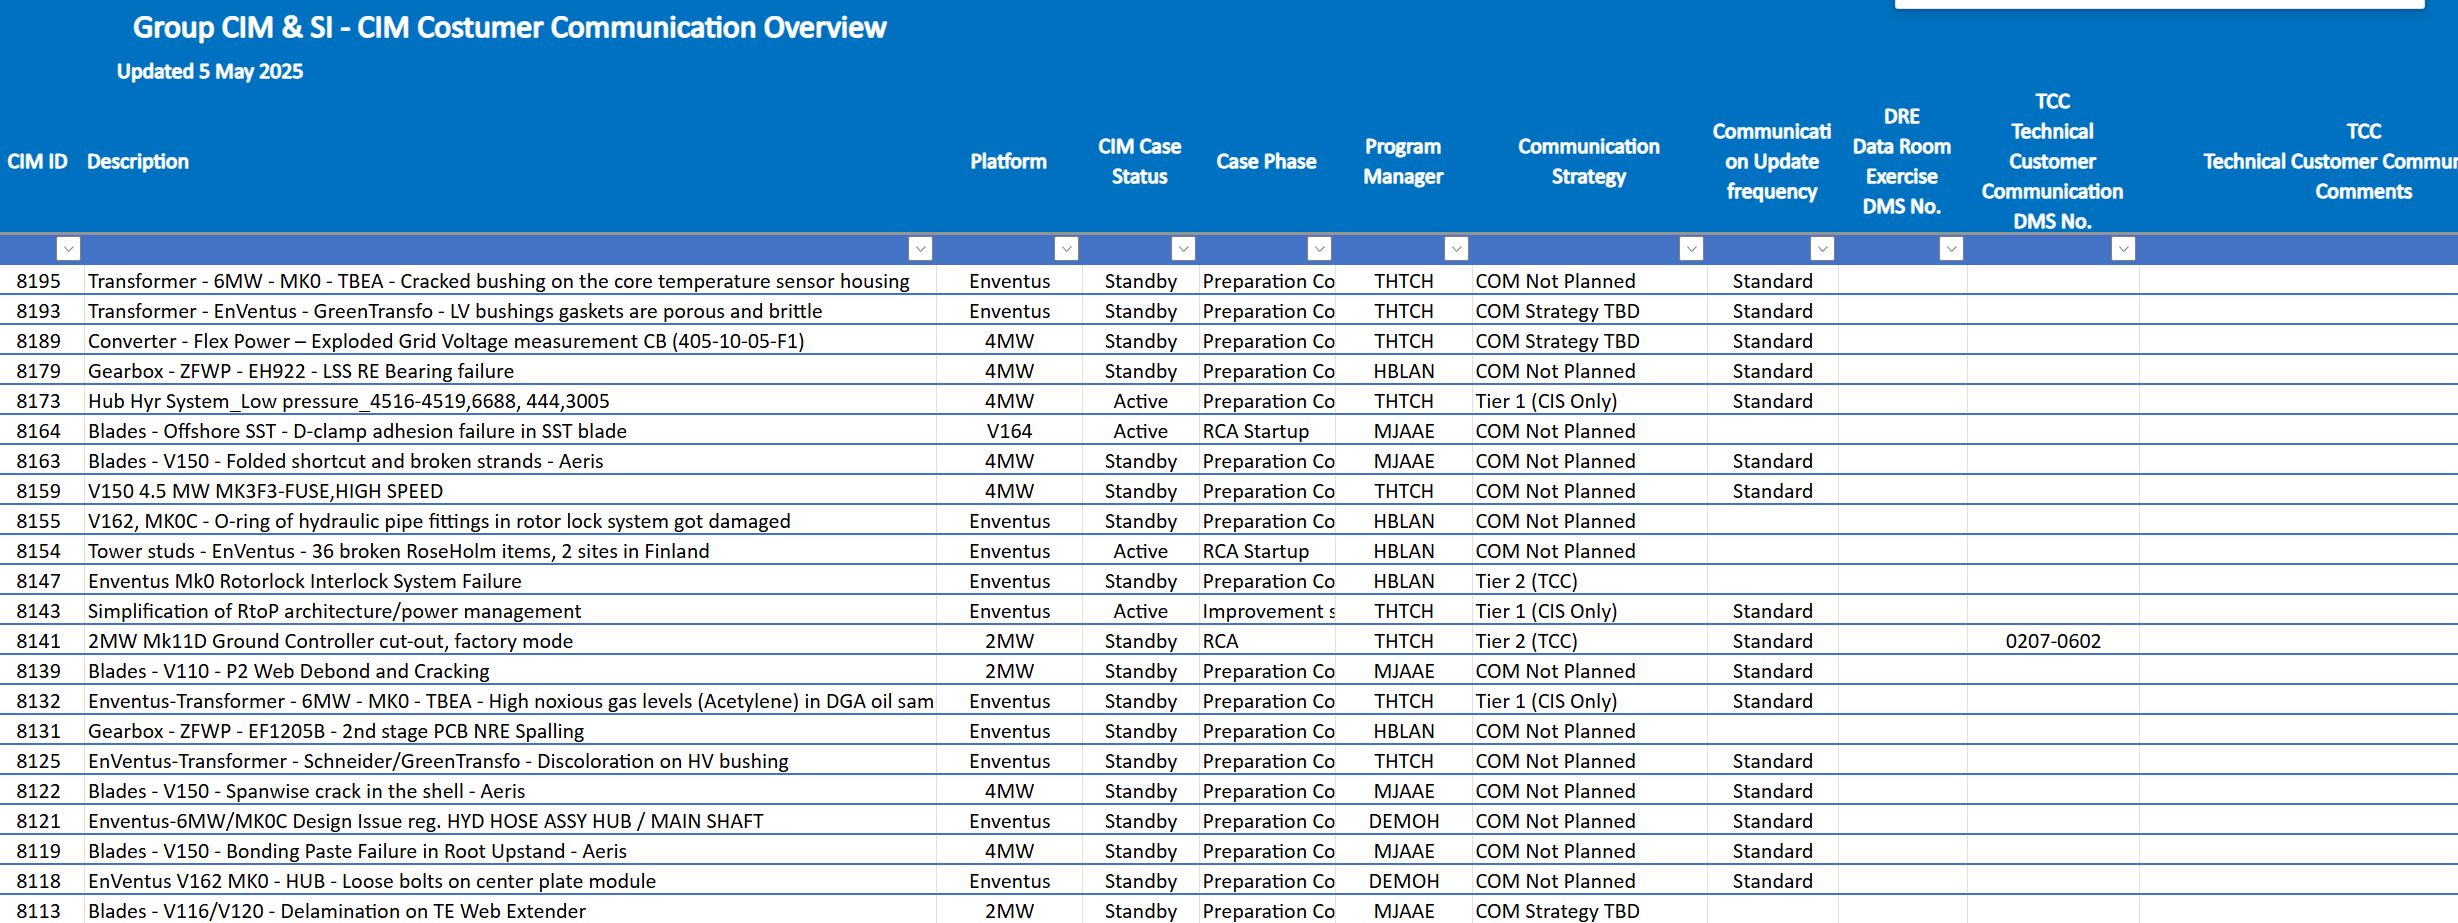 Group CIM & SI - CIM Costumer Communication Overview
Updated 5 May 2025
CIM ID Description Platform CIM Case Status Case Phase Program Manager Communication Strategy Communicati on Update frequency DRE Data Room Exercise DMS No. TCC Technical Customer Communication DMS No. TCC Technical Customer Commun Comments
8195 Transformer - 6MW - MK0 - TBEA - Cracked bushing on the core temperature sensor housing Enventus Standby Preparation Co THTCH COM Not Planned Standard
8193 Transformer - EnVentus - GreenTransfo - LV bushings gaskets are porous and brittle Enventus Standby Preparation Co THTCH COM Strategy TBD Standard
8189 Converter - Flex Power – Exploded Grid Voltage measurement CB (405-10-05-F1) 4MW Standby Preparation Co THTCH COM Strategy TBD Standard
8179 Gearbox - ZFWP - EH922 - LSS RE Bearing failure 4MW Standby Preparation Co HBLAN COM Not Planned Standard
8173 Hub Hyr System_Low pressure_4516-4519,6688, 444,3005 4MW Active Preparation Co THTCH Tier 1 (CIS Only) Standard
8164 Blades - Offshore SST - D-clamp adhesion failure in SST blade V164 Active RCA Startup MJAAE COM Not Planned
8163 Blades - V150 - Folded shortcut and broken strands - Aeris 4MW Standby Preparation Co MJAAE COM Not Planned Standard
8159 V150 4.5 MW MK3F3-FUSE,HIGH SPEED 4MW Standby Preparation Co THTCH COM Not Planned Standard
8155 V162, MK0C - O-ring of hydraulic pipe fittings in rotor lock system got damaged Enventus Standby Preparation Co HBLAN COM Not Planned
8154 Tower studs - EnVentus - 36 broken RoseHolm items, 2 sites in Finland Enventus Active RCA Startup HBLAN COM Not Planned
8147 Enventus Mk0 Rotorlock Interlock System Failure Enventus Standby Preparation Co HBLAN Tier 2 (TCC)
8143 Simplification of RtoP architecture/power management Enventus Active Improvement s THTCH Tier 1 (CIS Only) Standard
8141 2MW Mk11D Ground Controller cut-out, factory mode 2MW Standby RCA THTCH Tier 2 (TCC) Standard 0207-0602
8139 Blades - V110 - P2 Web Debond and Cracking 2MW Standby Preparation Co MJAAE COM Not Planned Standard
8132 Enventus-Transformer - 6MW - MK0 - TBEA - High noxious gas levels (Acetylene) in DGA oil sam Enventus Standby Preparation Co THTCH Tier 1 (CIS Only) Standard
8131 Gearbox - ZFWP - EF1205B - 2nd stage PCB NRE Spalling Enventus Standby Preparation Co HBLAN COM Not Planned
8125 EnVentus-Transformer - Schneider/GreenTransfo - Discoloration on HV bushing Enventus Standby Preparation Co THTCH COM Not Planned Standard
8122 Blades - V150 - Spanwise crack in the shell - Aeris 4MW Standby Preparation Co MJAAE COM Not Planned Standard
8121 Enventus-6MW/MK0C Design Issue reg. HYD HOSE ASSY HUB / MAIN SHAFT Enventus Standby Preparation Co DEMOH COM Not Planned Standard
8119 Blades - V150 - Bonding Paste Failure in Root Upstand - Aeris 4MW Standby Preparation Co MJAAE COM Not Planned Standard
8118 EnVentus V162 MK0 - HUB - Loose bolts on center plate module Enventus Standby Preparation Co DEMOH COM Not Planned Standard
8113 Blades - V116/V120 - Delamination on TE Web Extender 2MW Standby Preparation Co MJAAE COM Strategy TBD